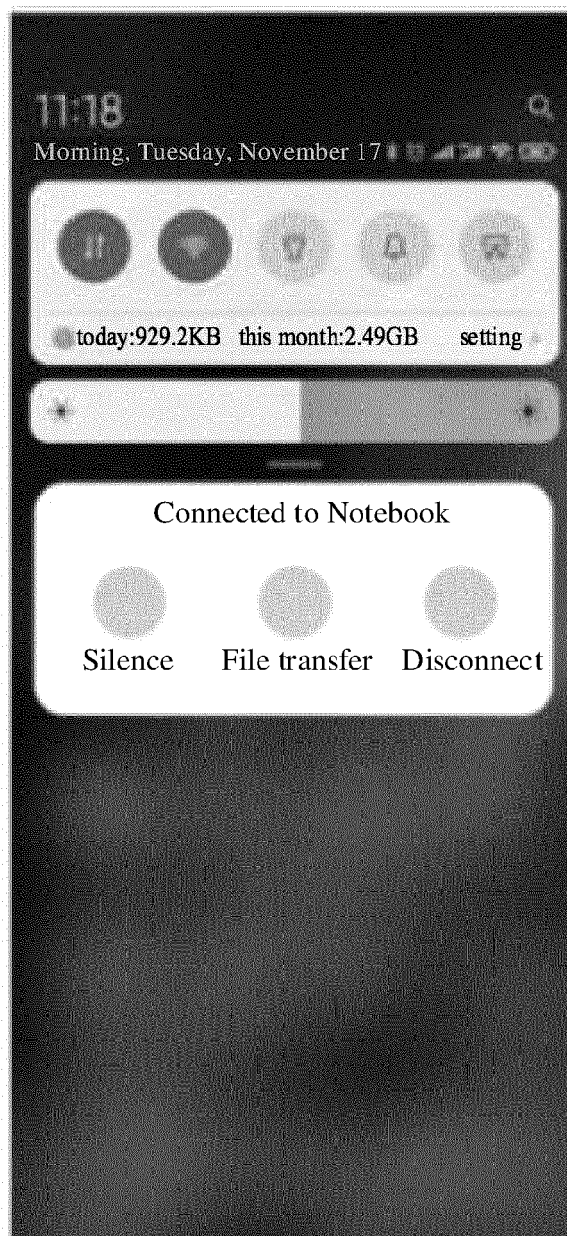 11:18
Morning, Tuesday, November 17
today:929.2KB this month:2.49GB setting
Connected to Notebook
Silence File transfer Disconnect